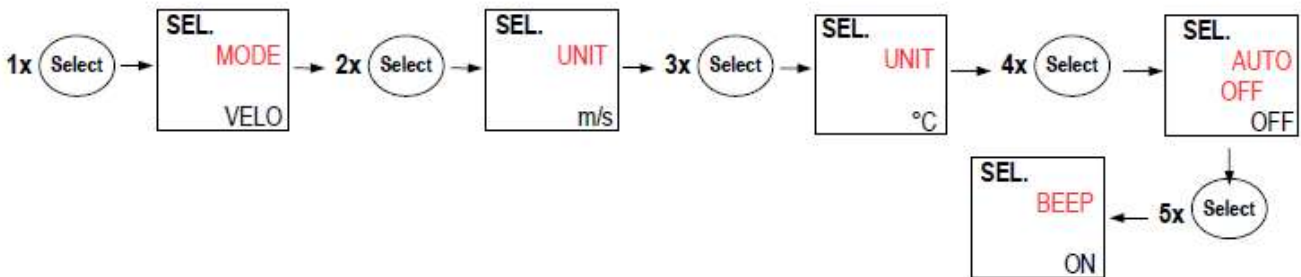 1x Select
SEL.
MODE
VELO
2x Select
SEL.
UNIT
m/s
3x Select
SEL.
UNIT
°C
4x Select
SEL.
AUTO
OFF
OFF
5x Select
SEL.
BEEP
ON